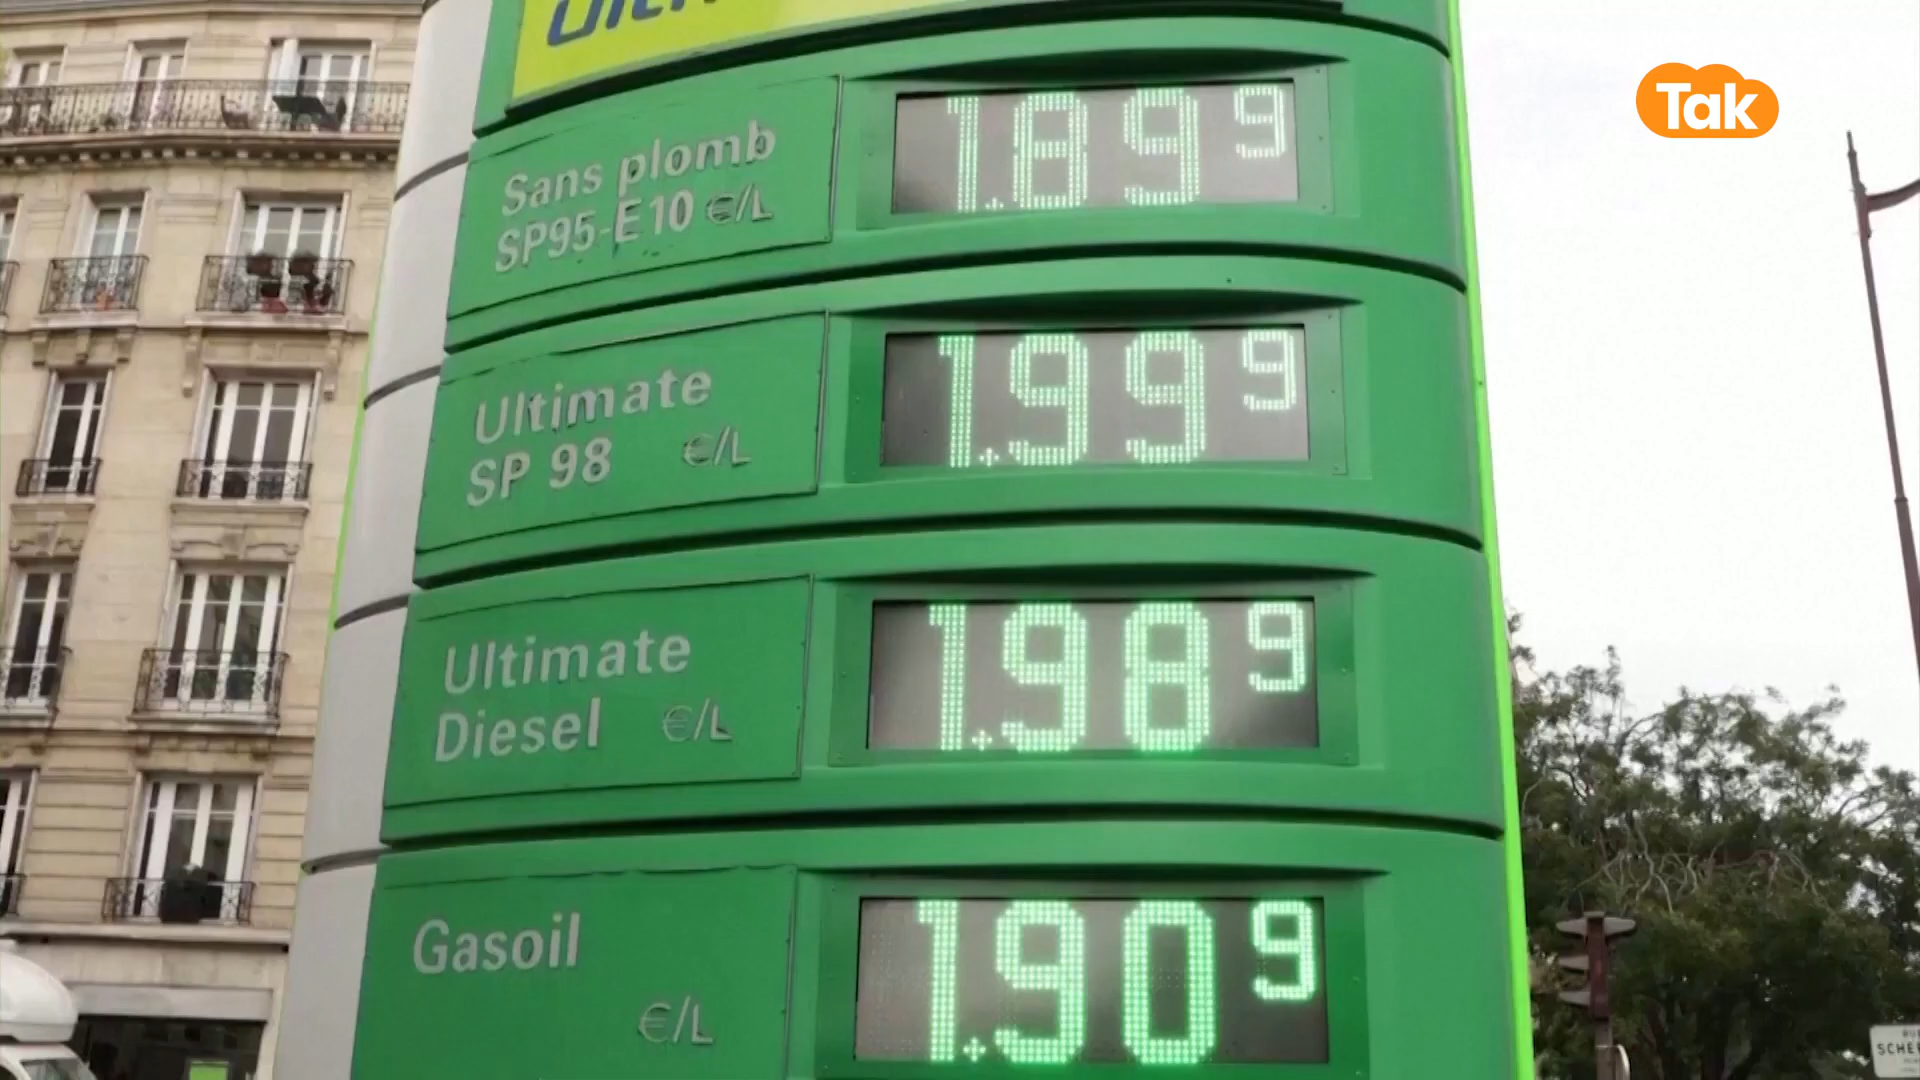 Tak
Sans plomb
SP95-E10 €/L
1.899
Ultimate
SP 98 €/L
1.999
Ultimate
Diesel €/L
1.989
Gasoil
€/L
1.909